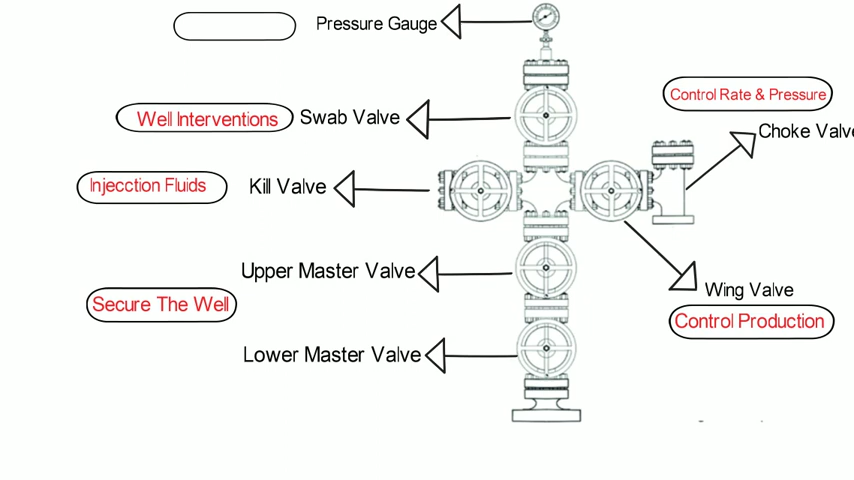 Pressure Gauge
Control Rate & Pressure
Well Interventions
Swab Valve
Choke Valve
Injecction Fluids
Kill Valve
Upper Master Valve
Wing Valve
Secure The Well
Control Production
Lower Master Valve